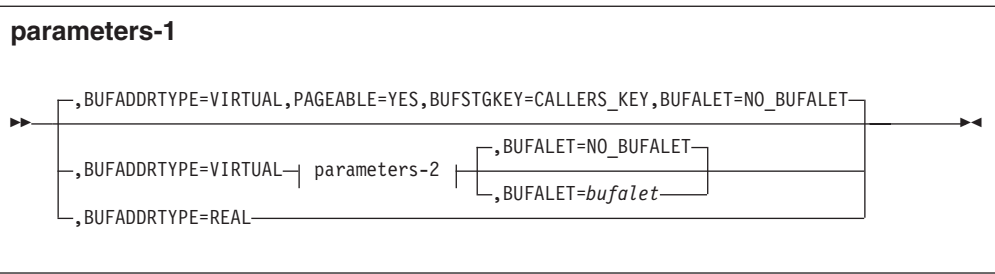 parameters-1
,BUFADDRTYPE=VIRTUAL,PAGEABLE=YES,BUFSTGKEY=CALLERS_KEY,BUFALET=NO_BUFALET
,BUFALET=NO_BUFALET
,BUFADDRTYPE=VIRTUAL parameters-2
,BUFALET=bufalet
,BUFADDRTYPE=REAL